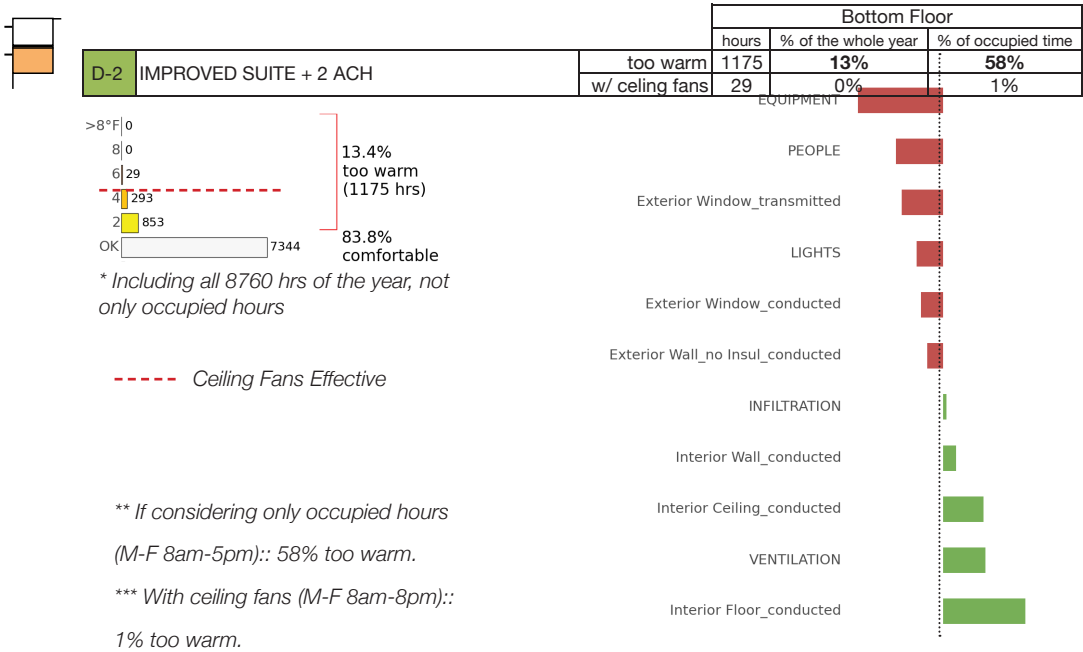 Bottom Floor
hours % of the whole year % of occupied time
D-2 IMPROVED SUITE + 2 ACH
too warm 1175 13% 58%
w/ celing fans 29 0% 1%
>8°F 0
8 0
6 29
4 293
2 853
OK 7344
13.4%
too warm
(1175 hrs)
83.8%
comfortable
* Including all 8760 hrs of the year, not
only occupied hours
Ceiling Fans Effective
** If considering only occupied hours
(M-F 8am-5pm):: 58% too warm.
*** With ceiling fans (M-F 8am-8pm)::
1% too warm.
EQUIPMENT
PEOPLE
Exterior Window_transmitted
LIGHTS
Exterior Window_conducted
Exterior Wall_no Insul_conducted
INFILTRATION
Interior Wall_conducted
Interior Ceiling_conducted
VENTILATION
Interior Floor_conducted